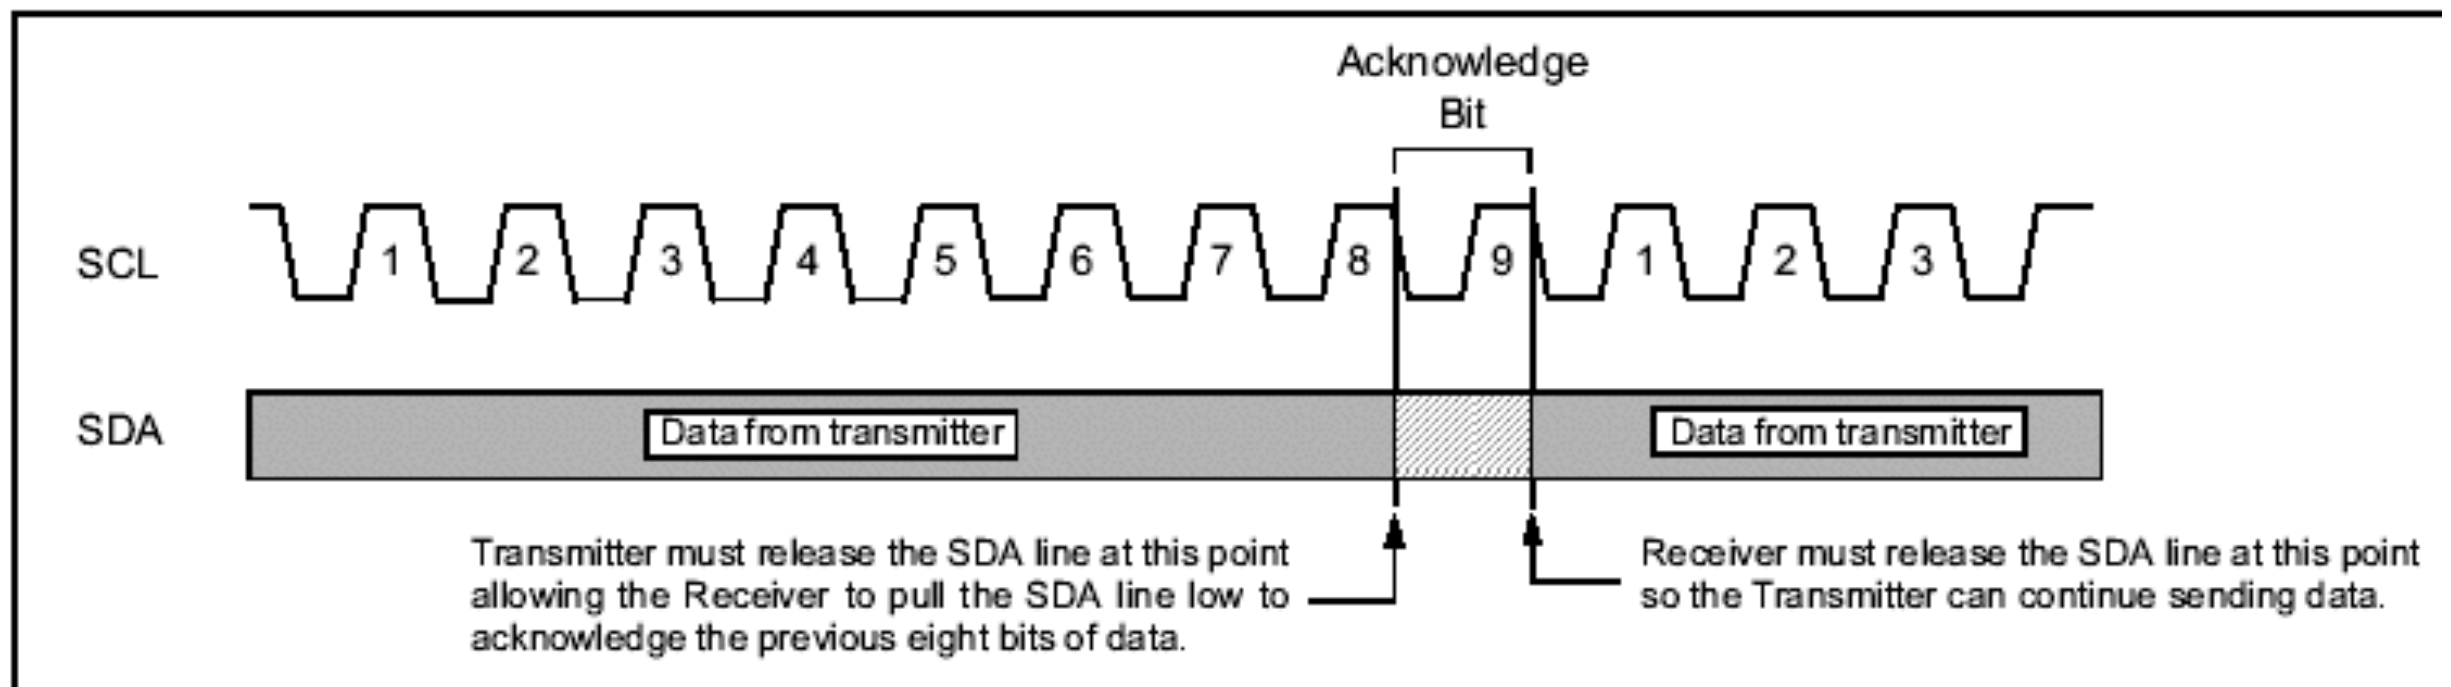 Acknowledge
Bit
SCL
1 2 3 4 5 6 7 8 9 1 2 3
SDA
Data from transmitter
Data from transmitter
Transmitter must release the SDA line at this point
allowing the Receiver to pull the SDA line low to
acknowledge the previous eight bits of data.
Receiver must release the SDA line at this point
so the Transmitter can continue sending data.